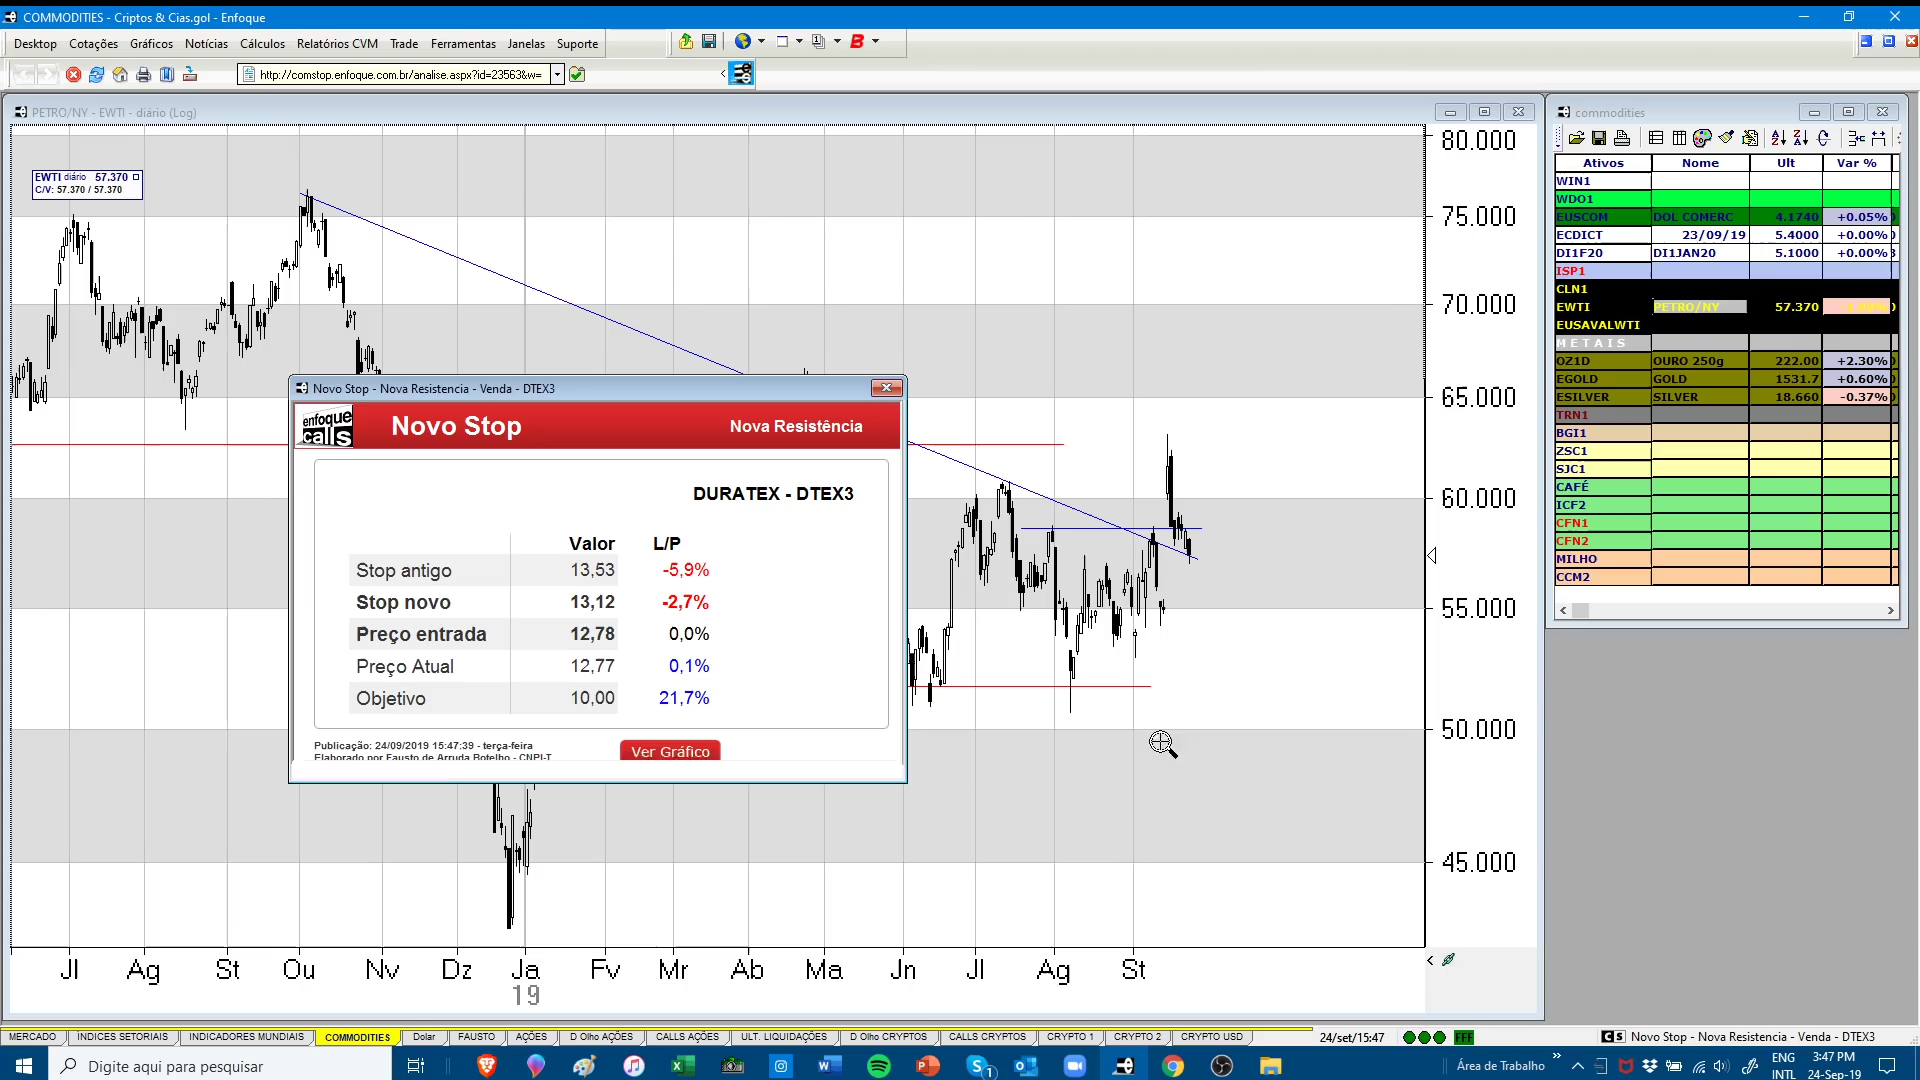 COMMODITIES - Criptos & Cias.gol - Enfoque
Desktop Cotações Gráficos Notícias Cálculos Relatórios CVM Trade Ferramentas Janelas Suporte
http://comstop.enfoque.com.br/analise.aspx?id=23563&w=
PETRO/NY - EWTI - diário (Log)
EWTI diário 57.370
C/V: 57.370 / 57.370
80.000
75.000
70.000
65.000
60.000
55.000
50.000
45.000
Jl Ag St Ou Nv Dz Ja Fv Mr Ab Ma Jn Jl Ag St
19
Novo Stop - Nova Resistencia - Venda - DTEX3
enfoque
calls
Novo Stop
Nova Resistência
DURATEX - DTEX3
Valor L/P
Stop antigo 13,53 -5,9%
Stop novo 13,12 -2,7%
Preço entrada 12,78 0,0%
Preço Atual 12,77 0,1%
Objetivo 10,00 21,7%
Publicação: 24/09/2019 15:47:39 - terça-feira
Elaborado por Fausto de Arruda Botelho - CNPI-T
Ver Gráfico
commodities
Ativos Nome Ult Var %
WIN1
WDO1
EUSCOM DOL COMERC 4.1740 +0.05%
ECDICT 23/09/19 5.4000 +0.00%
DI1F20 DI1JAN20 5.1000 +0.00%
ISP1
CLN1
EWTI PETRO/NY 57.370
EUSAVALWTI
METAIS
OZ1D OURO 250g 222.00 +2.30%
EGOLD GOLD 1531.7 +0.60%
ESILVER SILVER 18.660 -0.37%
TRN1
BGI1
ZSC1
SJC1
CAFÉ
ICF2
CFN1
CFN2
MILHO
CCM2
MERCADO ÍNDICES SETORIAIS INDICADORES MUNDIAIS COMMODITIES Dolar FAUSTO AÇÕES D Olho AÇÕES CALLS AÇÕES ULT. LIQUIDAÇÕES D Olho CRYPTOS CALLS CRYPTOS CRYPTO 1 CRYPTO 2 CRYPTO USD
24/set/15:47 FFF Novo Stop - Nova Resistencia - Venda - DTEX3
Digite aqui para pesquisar
Área de Trabalho
ENG
INTL
3:47 PM
24-Sep-19